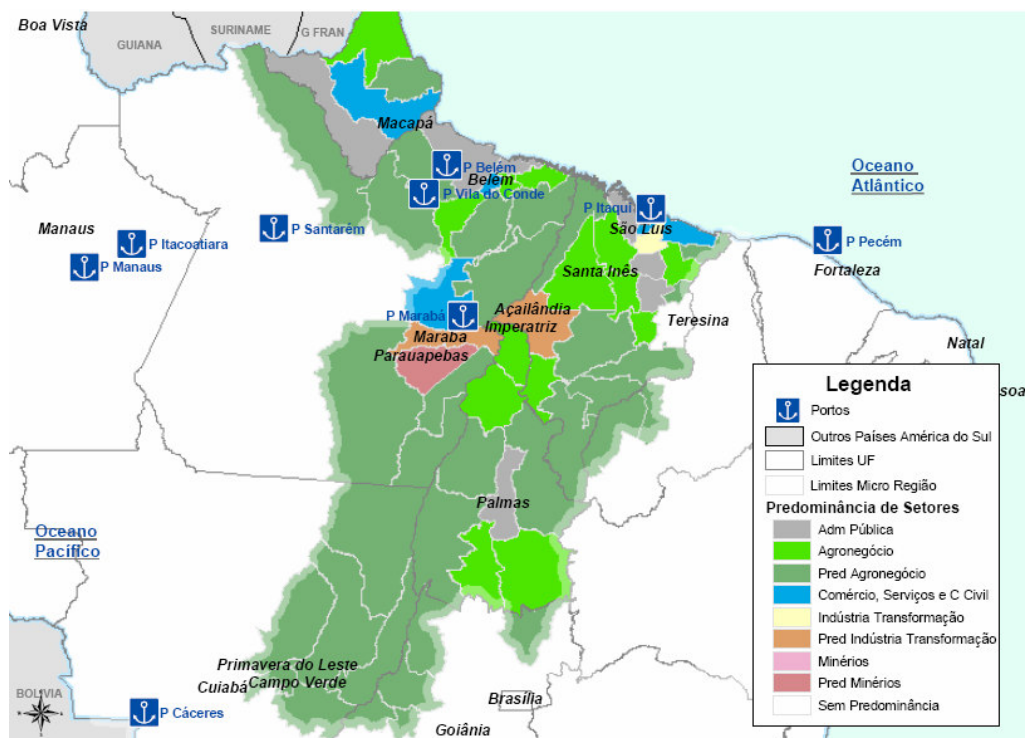 Boa Vista
GUIANA
SURINAME
G FRAN
Macapá
P Belém
Belém
P Vila do Conde
P Itaqui
São Luis
Oceano
Atlântico
Manaus
P Itacoatiara
P Manaus
P Santarém
P Pecém
Fortaleza
Santa Inês
P Marabá
Açailândia
Imperatriz
Maraba
Parauapebas
Teresina
Natal
soa
Palmas
Oceano
Pacífico
Primavera do Leste
Cuiabá
Campo Verde
BOLIVIA
P Cáceres
Brasília
Goiânia
Legenda
Portos
Outros Países América do Sul
Limites UF
Limites Micro Região
Predominância de Setores
Adm Pública
Agronegócio
Pred Agronegócio
Comércio, Serviços e C Civil
Indústria Transformação
Pred Indústria Transformação
Minérios
Pred Minérios
Sem Predominância